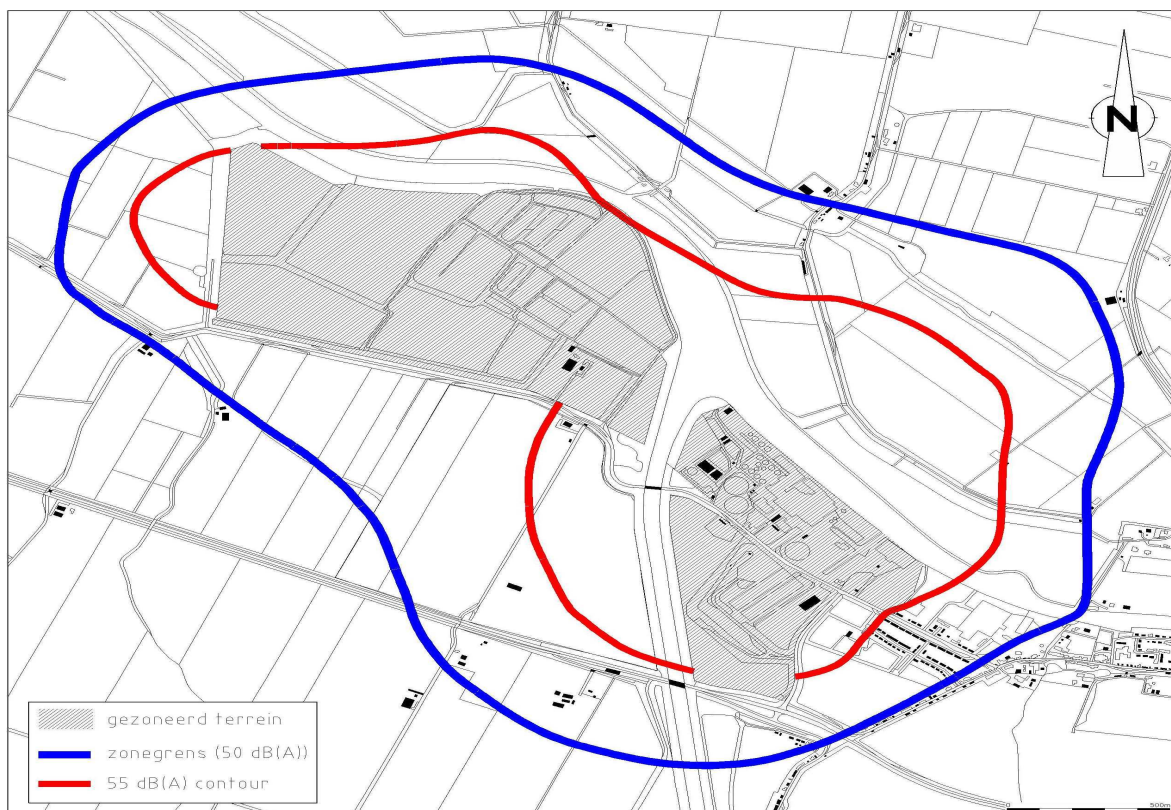 N
gezoneerd terrein
zonegrens (50 dB(A))
55 dB(A) contour
0 500m